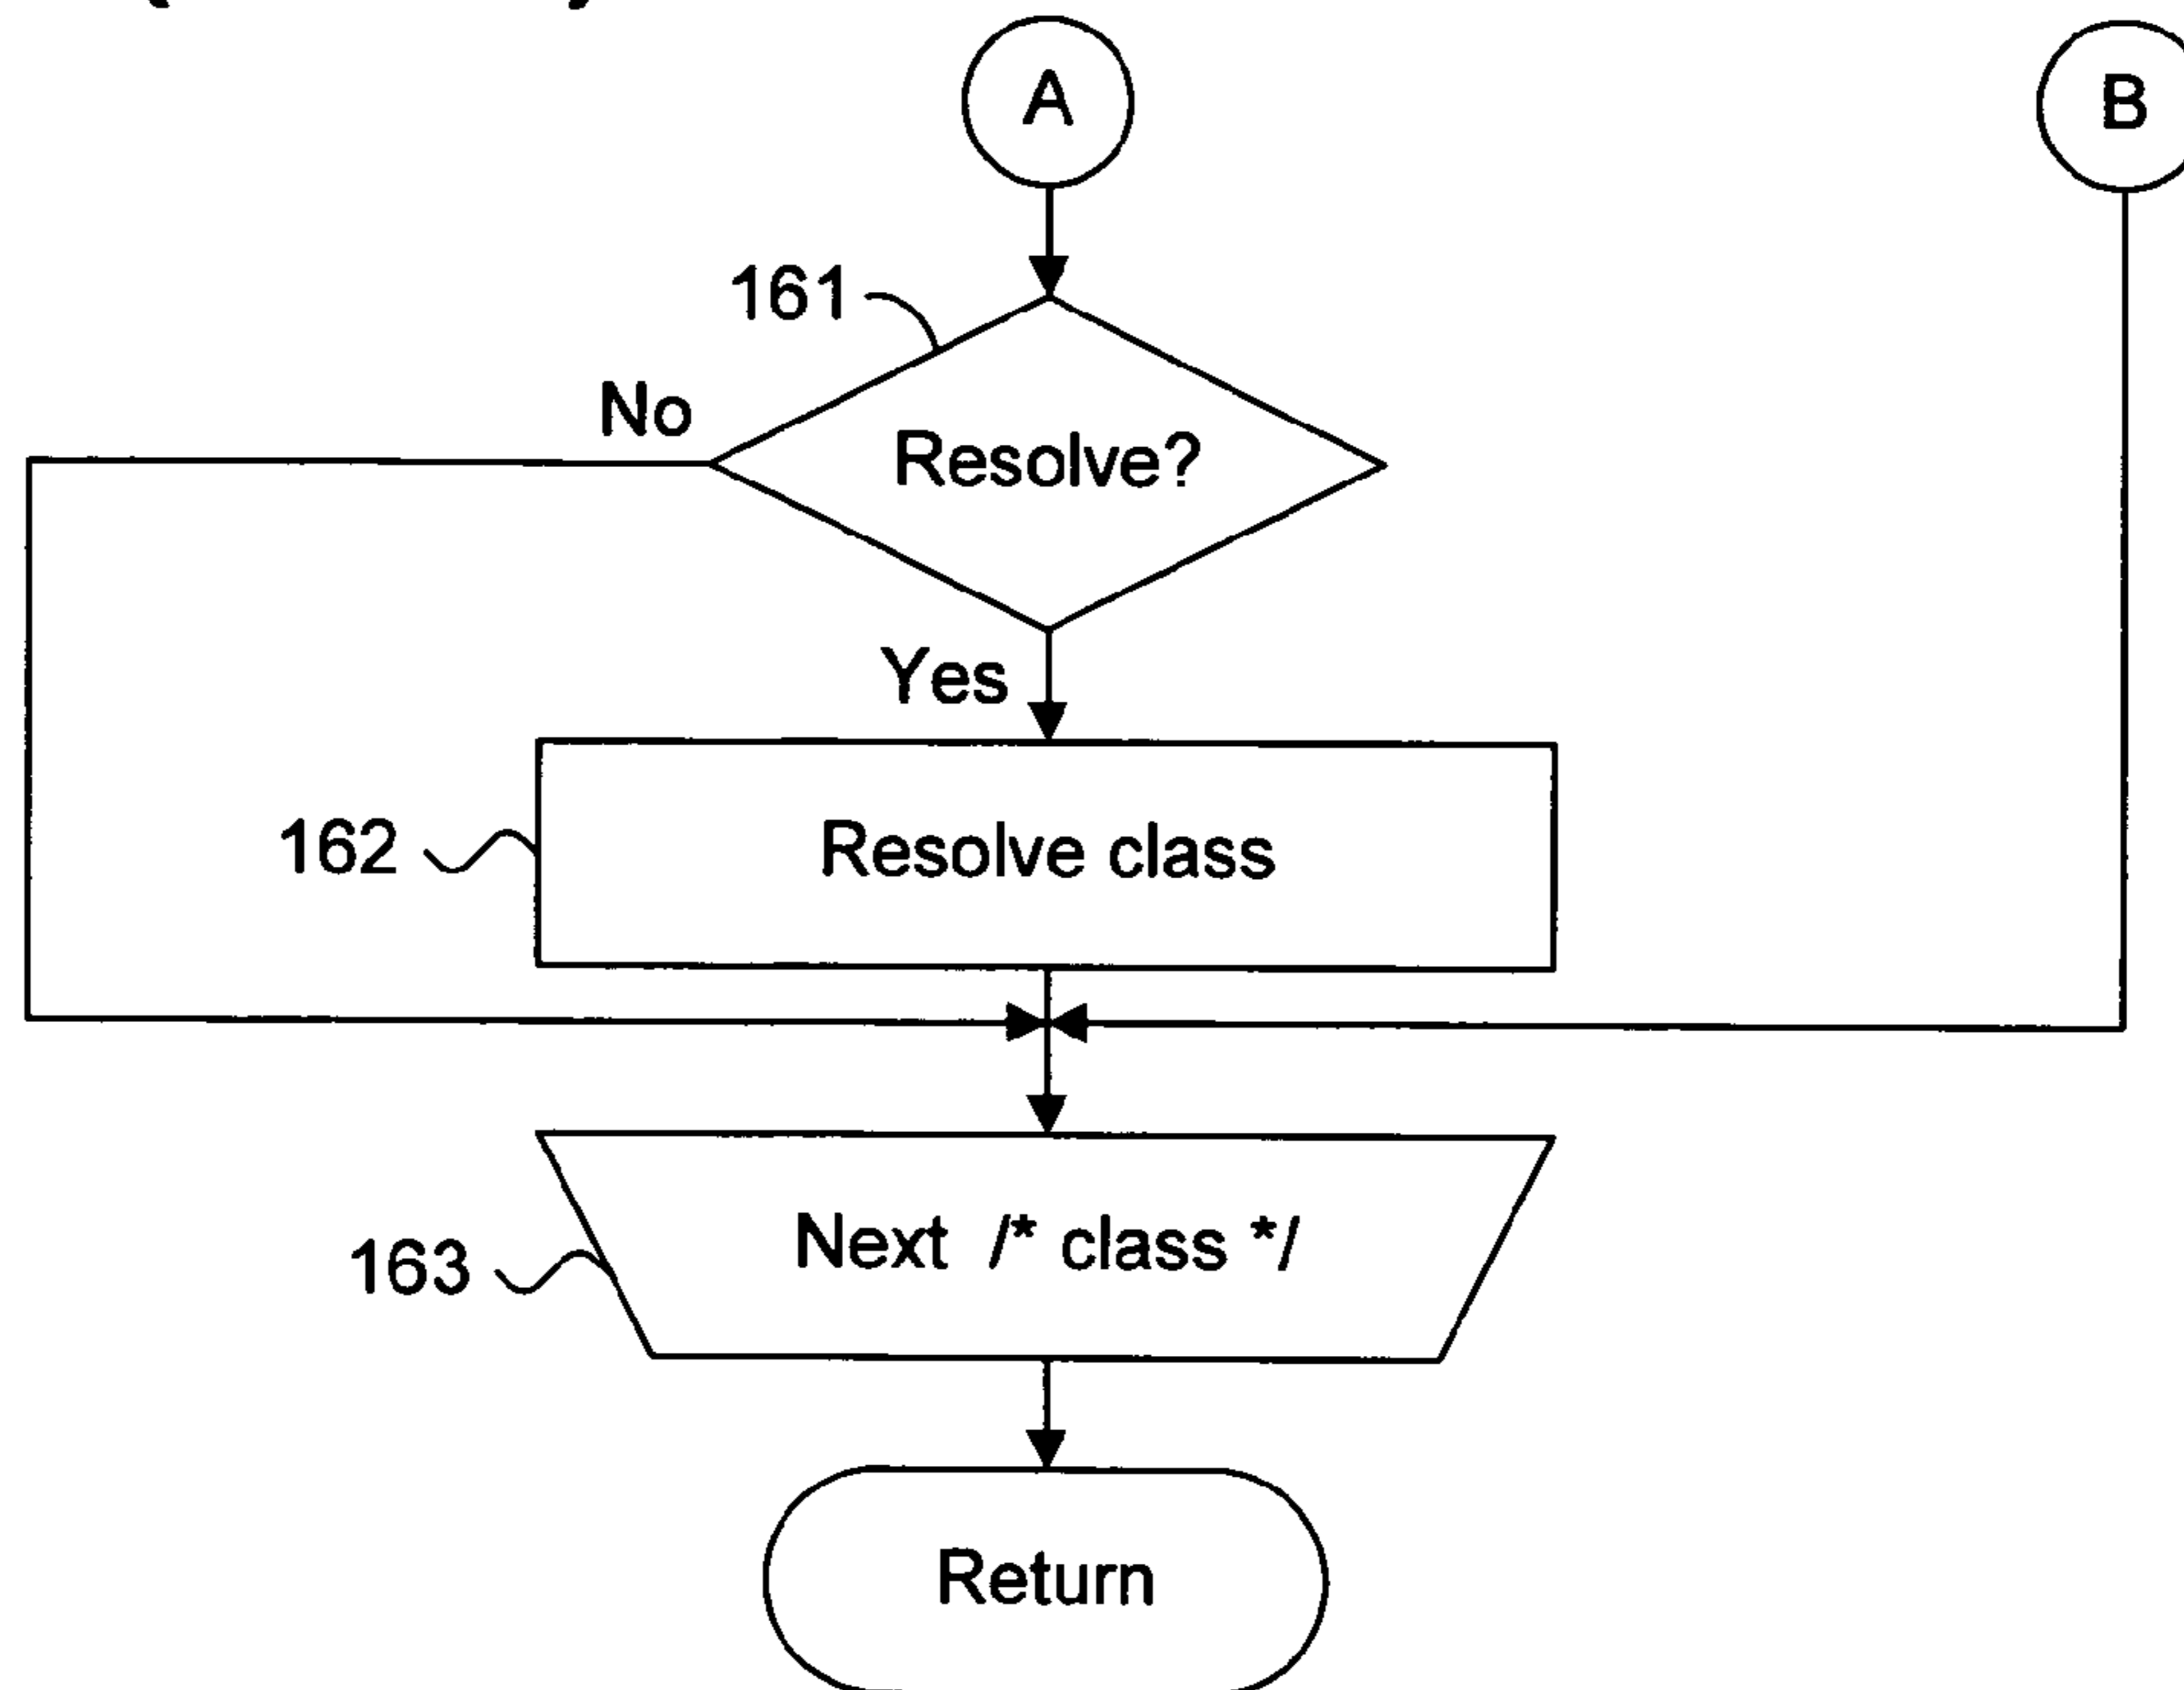 A
B
161
No
Resolve?
Yes
162
Resolve class
163
Next /* class */
Return